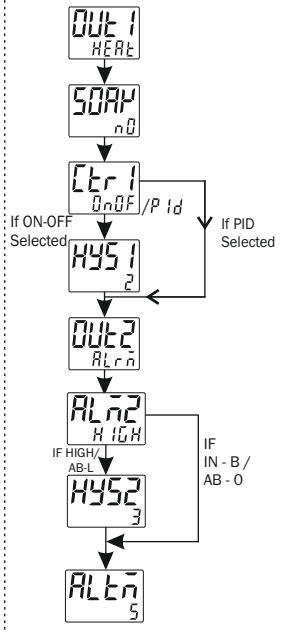 OUt1
HEAt
SOAK
nO
Ctr1
OnOF/PId
If ON-OFF
Selected
If PID
Selected
HYS1
2
OUt2
ALrm
ALm2
HIGH
IF HIGH/
AB-L
IF
IN - B /
AB - O
HYS2
3
ALtm
5